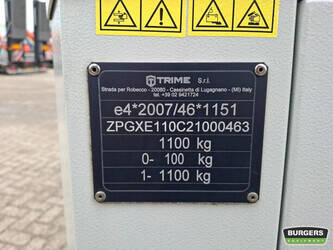 TRIME S.r.l.
Strada per Robecco - 20080 - Cassinetta di Lugagnano - (MI) Italy
tel. +39 02 9421724
e4*2007/46*1151
ZPGXE110C21000463
1100 kg
0- 100 kg
1- 1100 kg
BURGERS